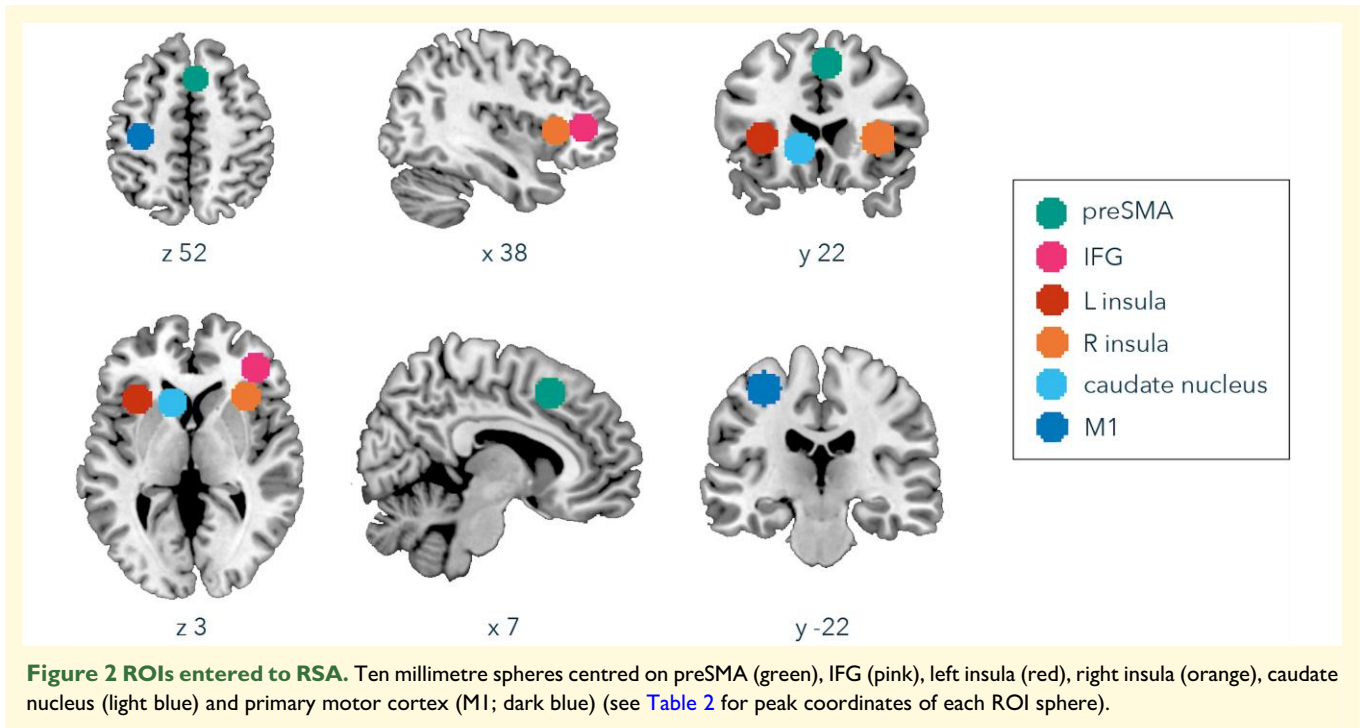 z 52
x 38
y 22
preSMA
IFG
L insula
R insula
caudate nucleus
M1
z 3
x 7
y -22
Figure 2 ROIs entered to RSA. Ten millimetre spheres centred on preSMA (green), IFG (pink), left insula (red), right insula (orange), caudate
nucleus (light blue) and primary motor cortex (M1; dark blue) (see Table 2 for peak coordinates of each ROI sphere).